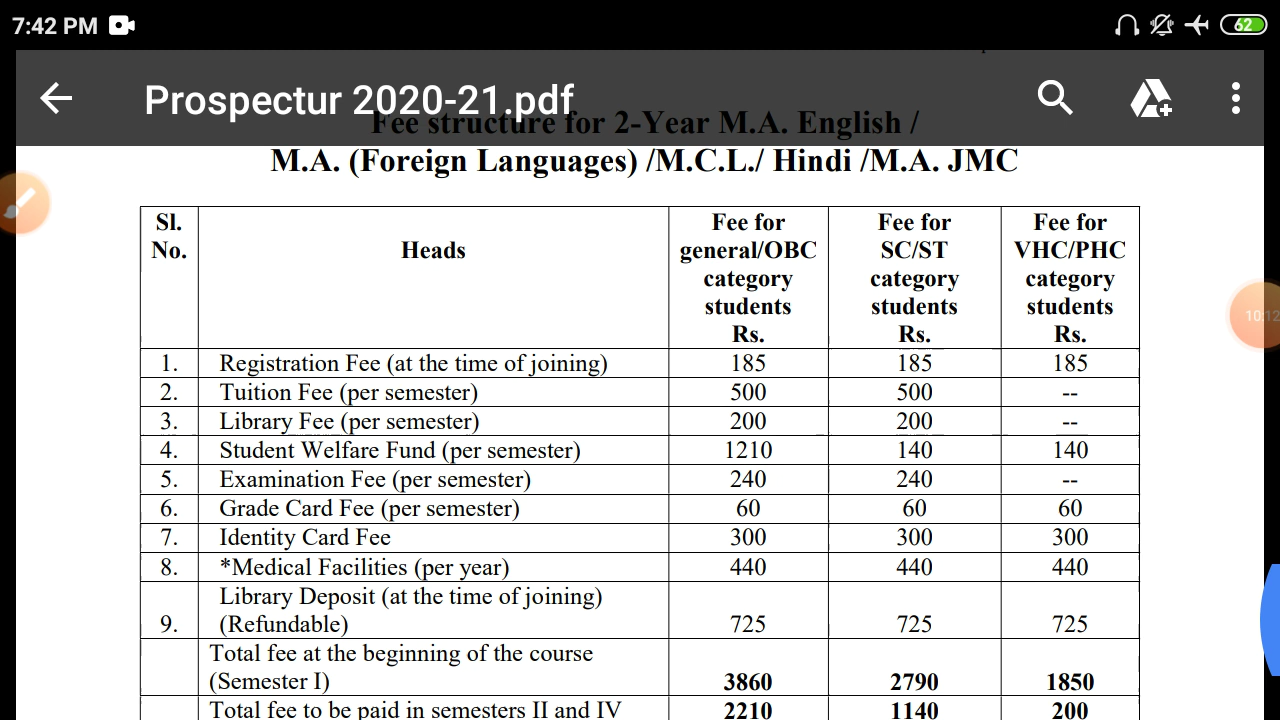 7:42 PM
62
Prospectur 2020-21.pdf
Fee structure for 2-Year M.A. English /
M.A. (Foreign Languages) /M.C.L./ Hindi /M.A. JMC
Sl. No. Heads Fee for general/OBC category students Rs. Fee for SC/ST category students Rs. Fee for VHC/PHC category students Rs.
1. Registration Fee (at the time of joining) 185 185 185
2. Tuition Fee (per semester) 500 500 --
3. Library Fee (per semester) 200 200 --
4. Student Welfare Fund (per semester) 1210 140 140
5. Examination Fee (per semester) 240 240 --
6. Grade Card Fee (per semester) 60 60 60
7. Identity Card Fee 300 300 300
8. *Medical Facilities (per year) 440 440 440
9. Library Deposit (at the time of joining) (Refundable) 725 725 725
Total fee at the beginning of the course (Semester I) 3860 2790 1850
Total fee to be paid in semesters II and IV 2210 1140 200
10:12